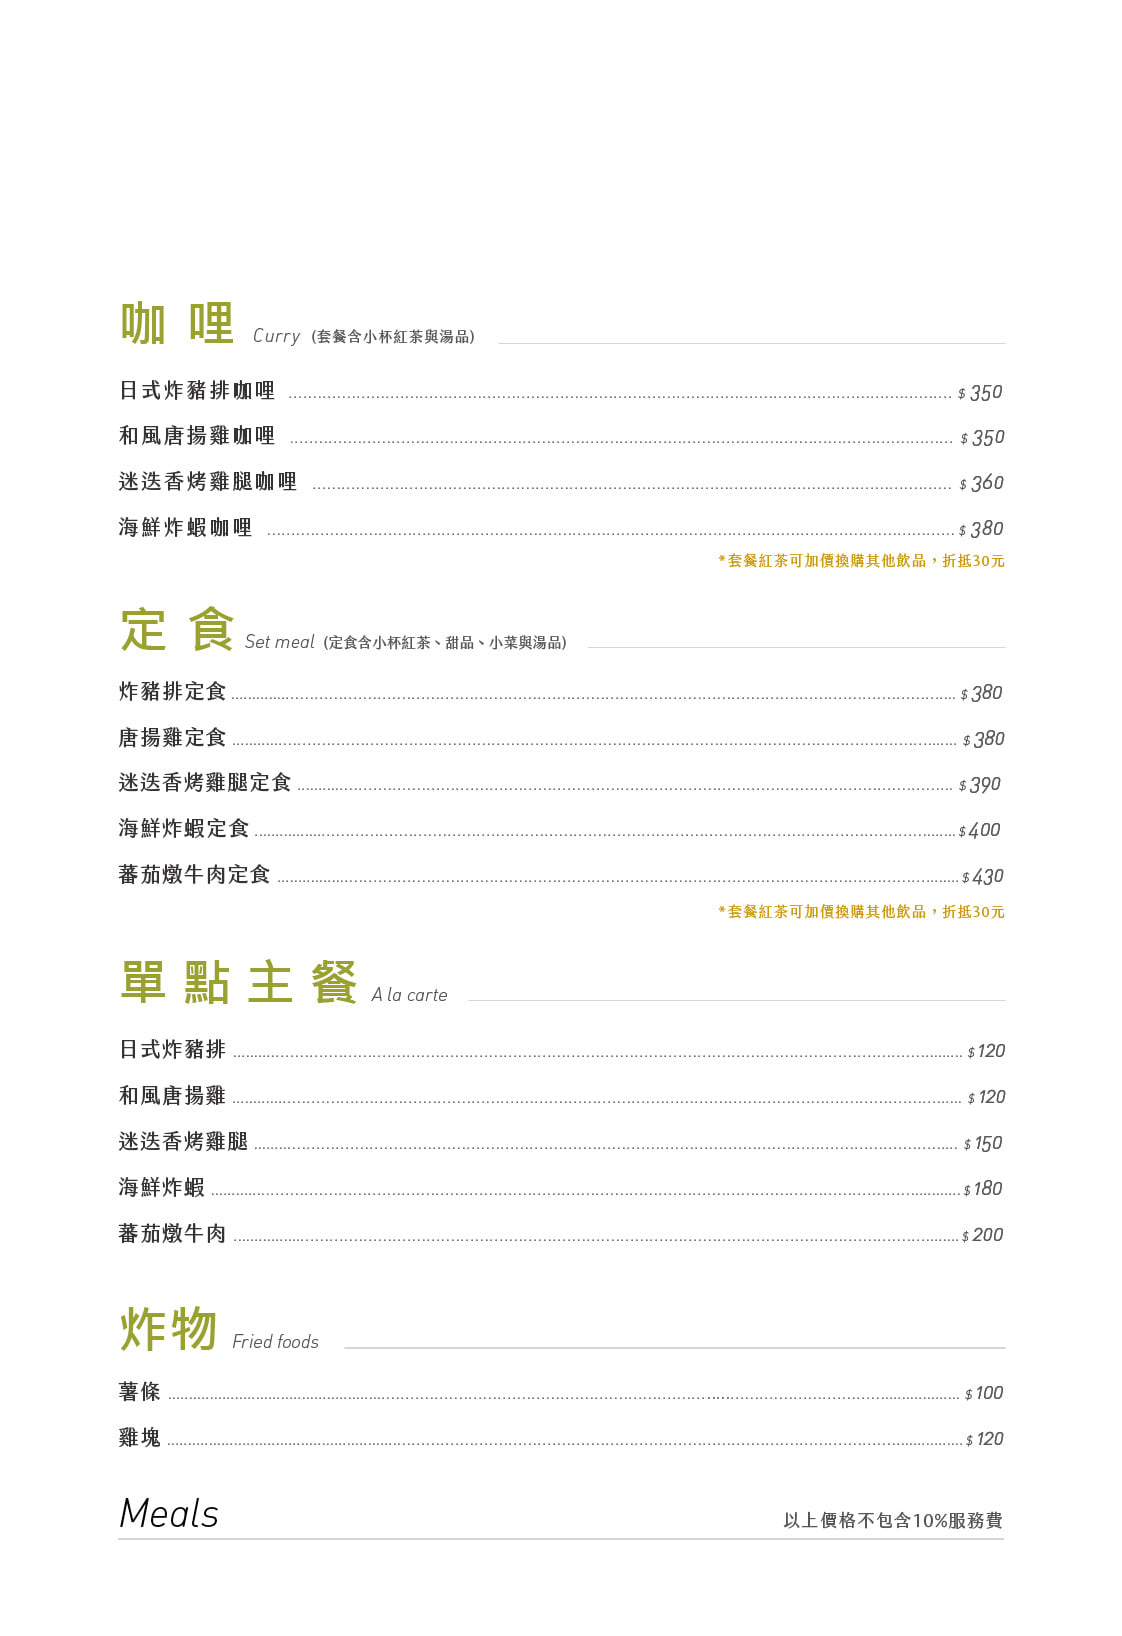 咖哩 Curry (套餐含小杯紅茶與湯品)
日式炸豬排咖哩 $350
和風唐揚雞咖哩 $350
迷迭香烤雞腿咖哩 $360
海鮮炸蝦咖哩 $380
*套餐紅茶可加價換購其他飲品，折抵30元
定食 Set meal (定食含小杯紅茶、甜品、小菜與湯品)
炸豬排定食 $380
唐揚雞定食 $380
迷迭香烤雞腿定食 $390
海鮮炸蝦定食 $400
蕃茄燉牛肉定食 $430
*套餐紅茶可加價換購其他飲品，折抵30元
單點主餐 A la carte
日式炸豬排 $120
和風唐揚雞 $120
迷迭香烤雞腿 $150
海鮮炸蝦 $180
蕃茄燉牛肉 $200
炸物 Fried foods
薯條 $100
雞塊 $120
Meals 以上價格不包含10%服務費